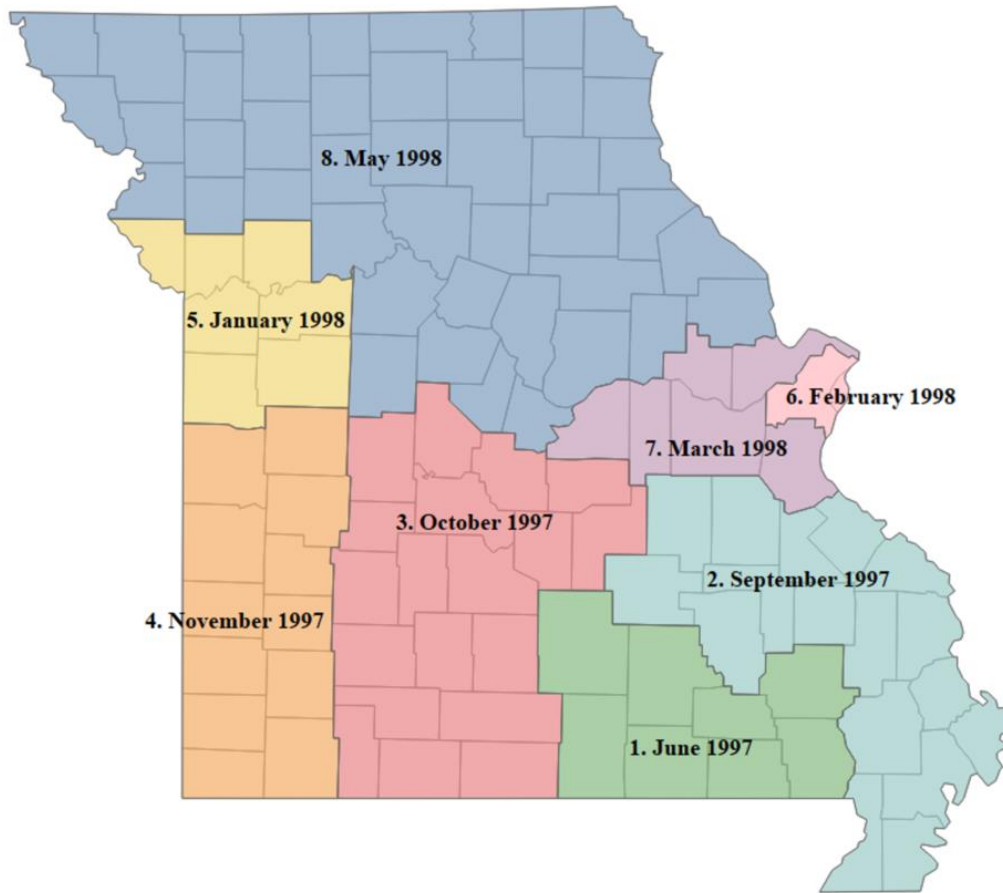 8. May 1998
5. January 1998
6. February 1998
7. March 1998
3. October 1997
2. September 1997
4. November 1997
1. June 1997